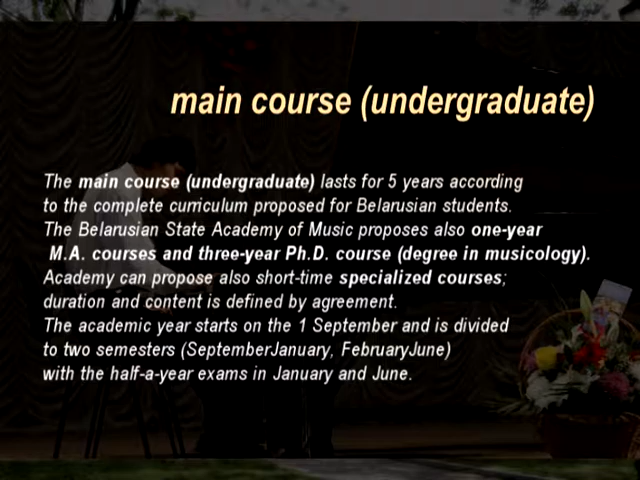 main course (undergraduate)
The main course (undergraduate) lasts for 5 years according
to the complete curriculum proposed for Belarusian students.
The Belarusian State Academy of Music proposes also one-year
M.A. courses and three-year Ph.D. course (degree in musicology).
Academy can propose also short-time specialized courses;
duration and content is defined by agreement.
The academic year starts on the 1 September and is divided
to two semesters (SeptemberJanuary, FebruaryJune)
with the half-a-year exams in January and June.